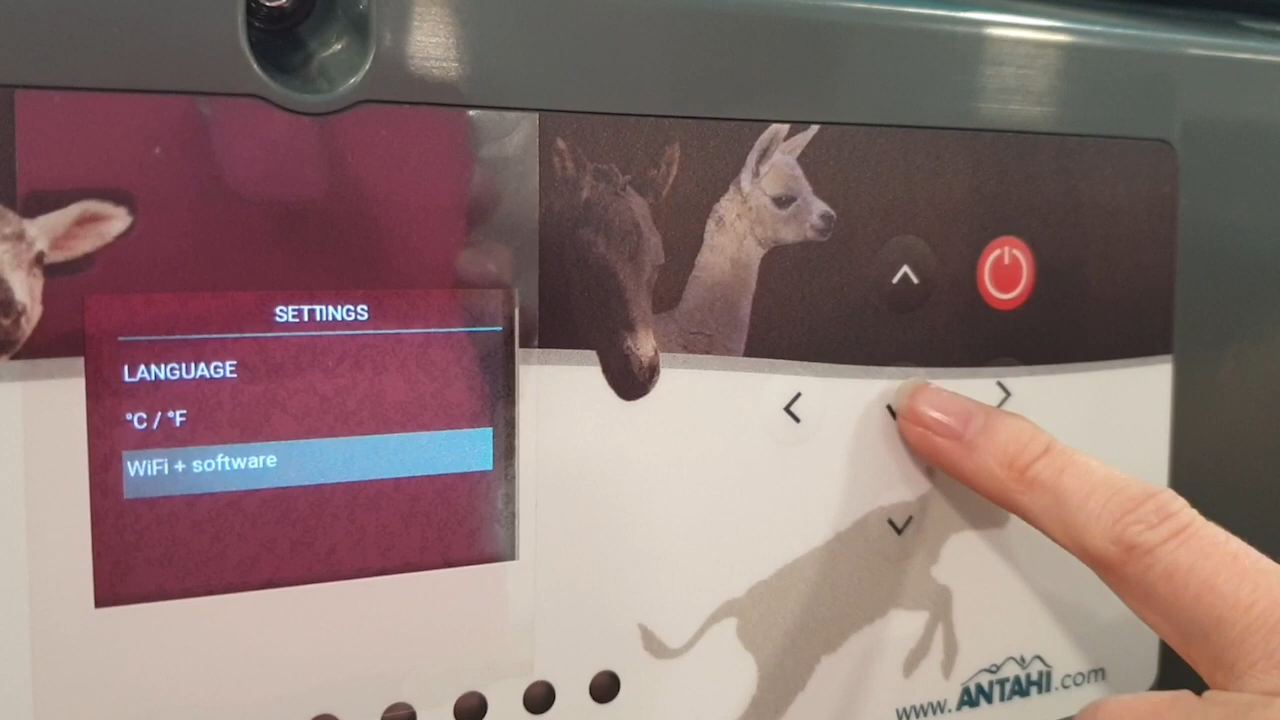 SETTINGS
LANGUAGE
°C / °F
WiFi + software
www.ANTAHI.com